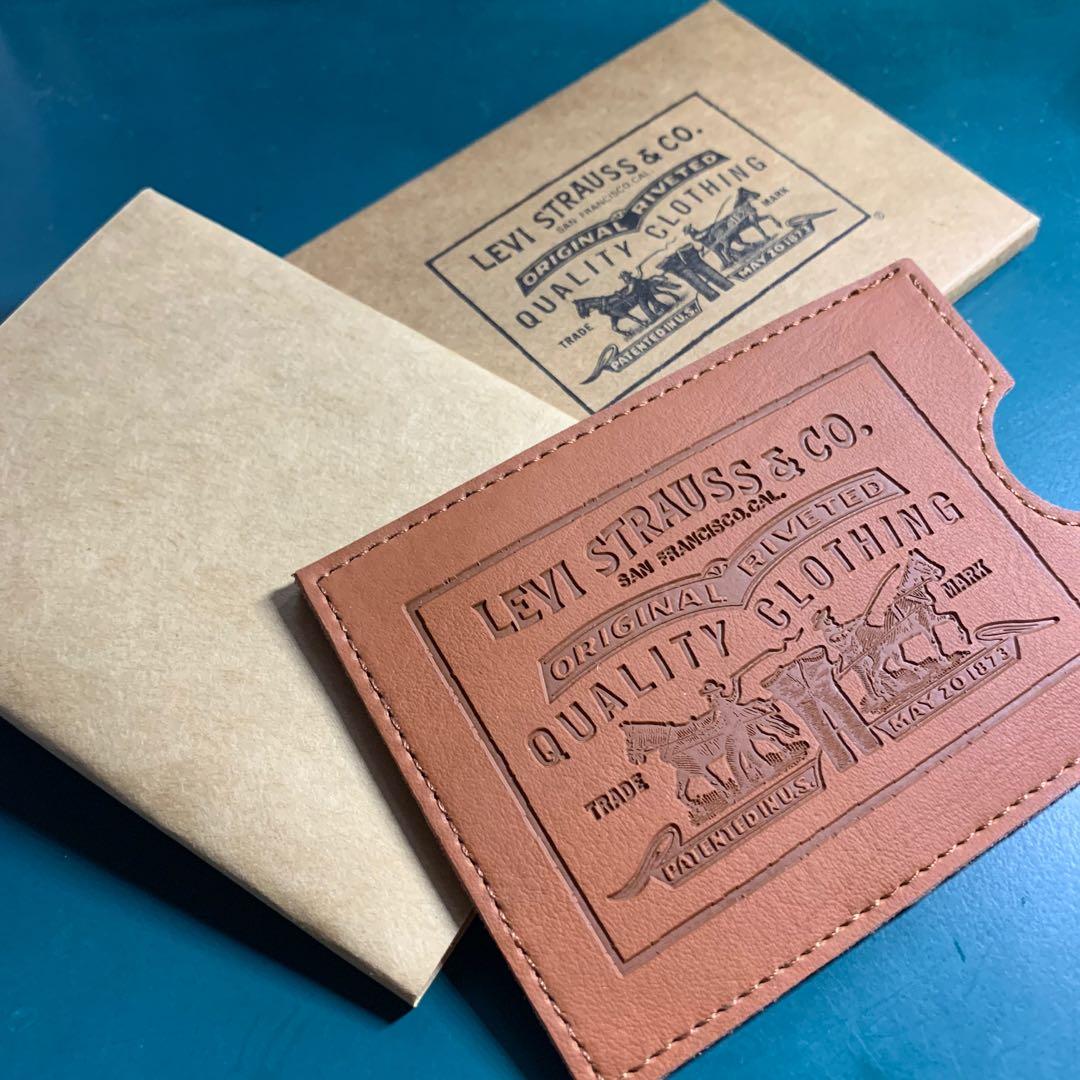 LEVI STRAUSS & CO.
SAN FRANCISCO, CAL.
ORIGINAL RIVETED
QUALITY CLOTHING
TRADE MARK
PATENTED IN U.S. MAY 20 1873
®
LEVI STRAUSS & CO.
SAN FRANCISCO, CAL.
ORIGINAL RIVETED
QUALITY CLOTHING
TRADE MARK
PATENTED IN U.S. MAY 20 1873